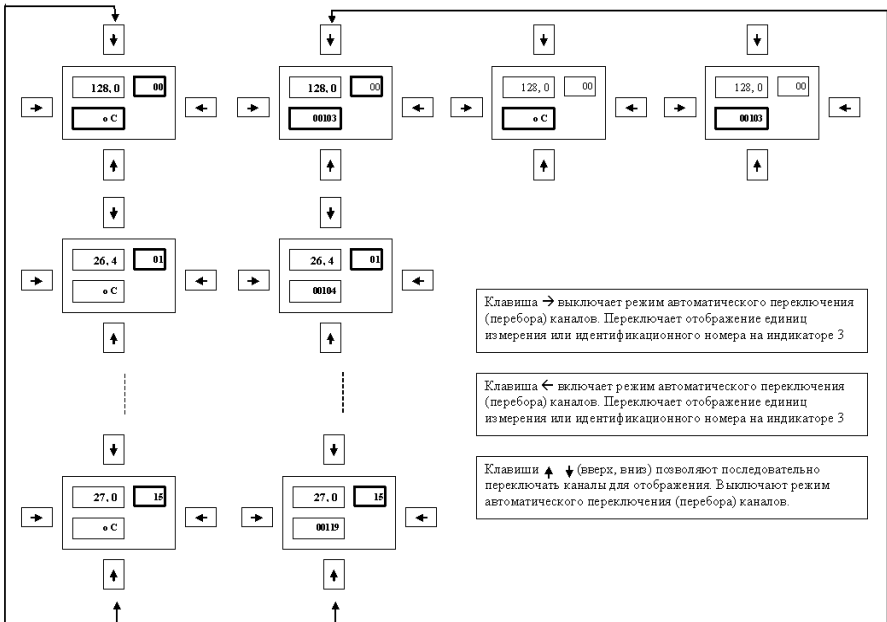 128,0 00 128,0 00 128,0 00 128,0 00
o C 00103 o C 00103
26,4 01 26,4 01
o C 00104
Клавиша → выключает режим автоматического переключения
(перебора) каналов. Переключает отображение единиц
измерения или идентификационного номера на индикаторе 3
Клавиша ← включает режим автоматического переключения
(перебора) каналов. Переключает отображение единиц
измерения или идентификационного номера на индикаторе 3
27,0 15 27,0 15
o C 00119
Клавиши ↑ ↓ (вверх, вниз) позволяют последовательно
переключать каналы для отображения. Выключают режим
автоматического переключения (перебора) каналов.